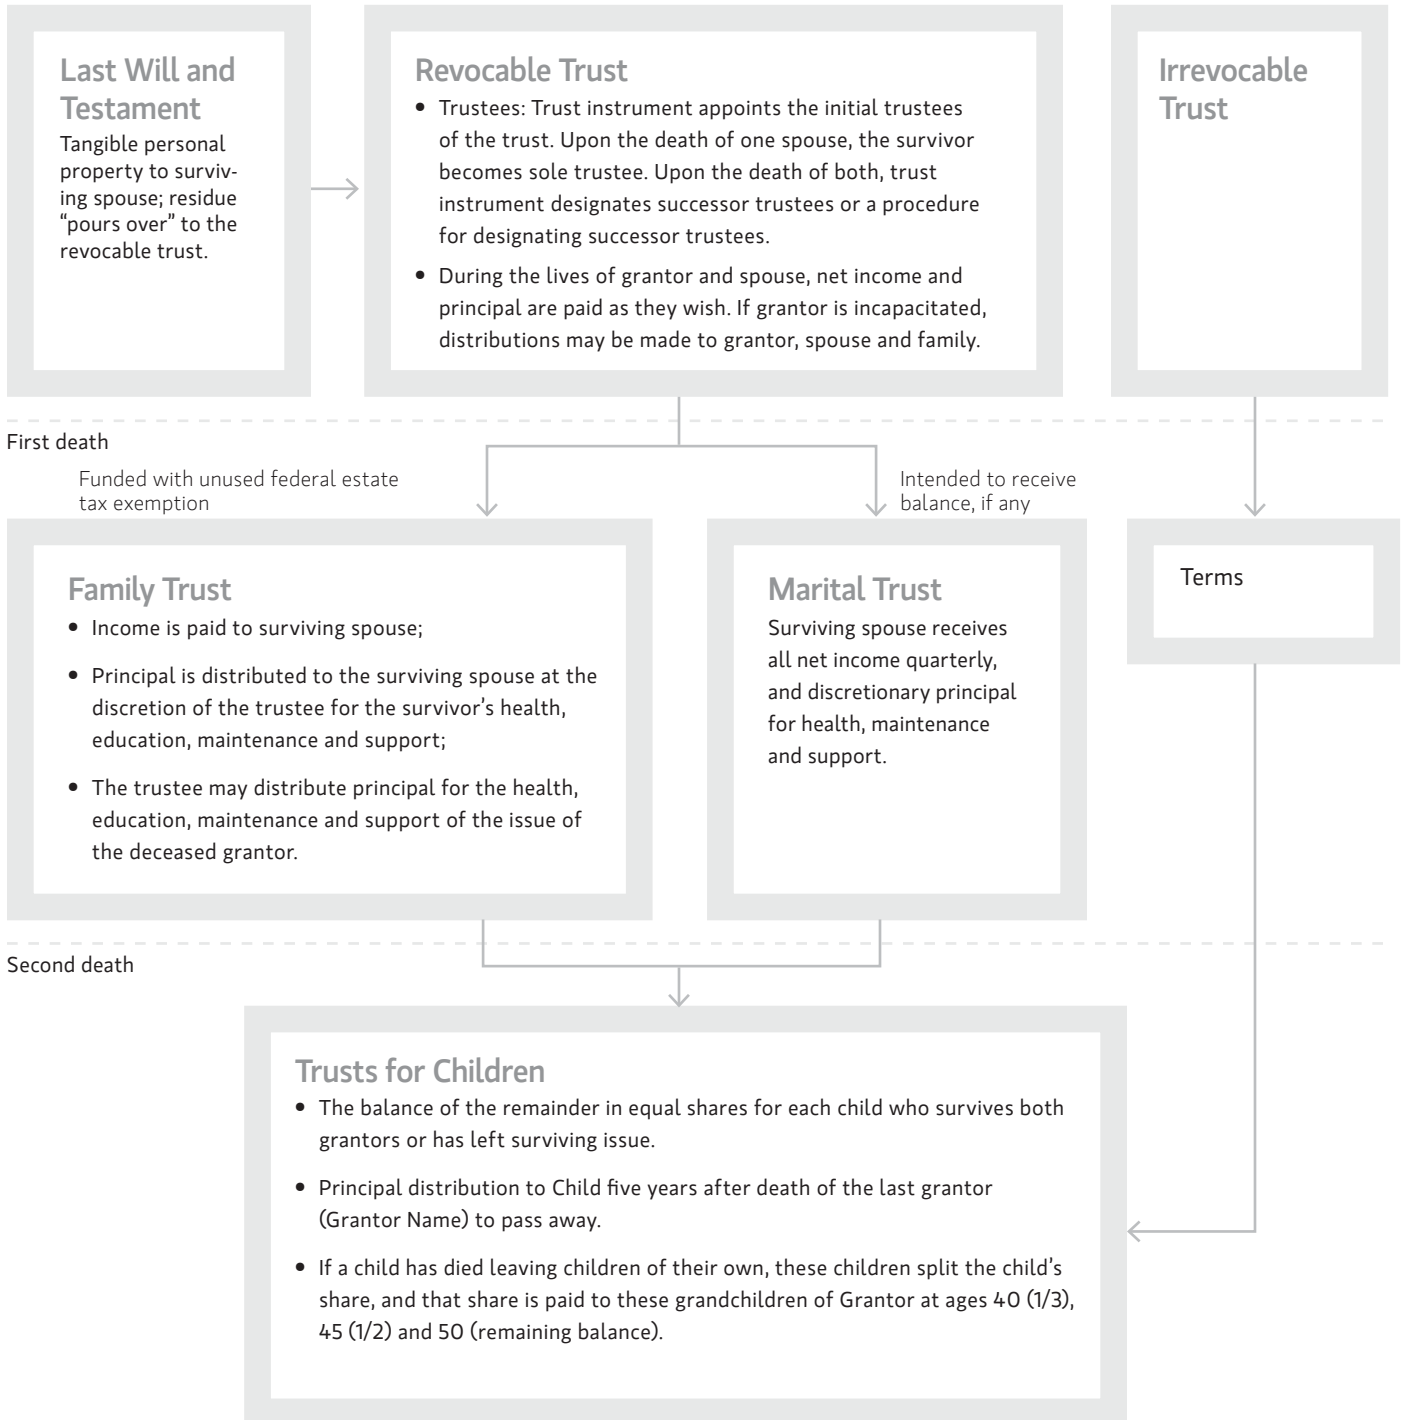 Last Will and
Testament
Tangible personal
property to surviv-
ing spouse; residue
“pours over” to the
revocable trust.
Revocable Trust
• Trustees: Trust instrument appoints the initial trustees
of the trust. Upon the death of one spouse, the survivor
becomes sole trustee. Upon the death of both, trust
instrument designates successor trustees or a procedure
for designating successor trustees.
• During the lives of grantor and spouse, net income and
principal are paid as they wish. If grantor is incapacitated,
distributions may be made to grantor, spouse and family.
Irrevocable
Trust
First death
Funded with unused federal estate
tax exemption
Intended to receive
balance, if any
Family Trust
• Income is paid to surviving spouse;
• Principal is distributed to the surviving spouse at the
discretion of the trustee for the survivor’s health,
education, maintenance and support;
• The trustee may distribute principal for the health,
education, maintenance and support of the issue of
the deceased grantor.
Marital Trust
Surviving spouse receives
all net income quarterly,
and discretionary principal
for health, maintenance
and support.
Terms
Second death
Trusts for Children
• The balance of the remainder in equal shares for each child who survives both
grantors or has left surviving issue.
• Principal distribution to Child five years after death of the last grantor
(Grantor Name) to pass away.
• If a child has died leaving children of their own, these children split the child’s
share, and that share is paid to these grandchildren of Grantor at ages 40 (1/3),
45 (1/2) and 50 (remaining balance).